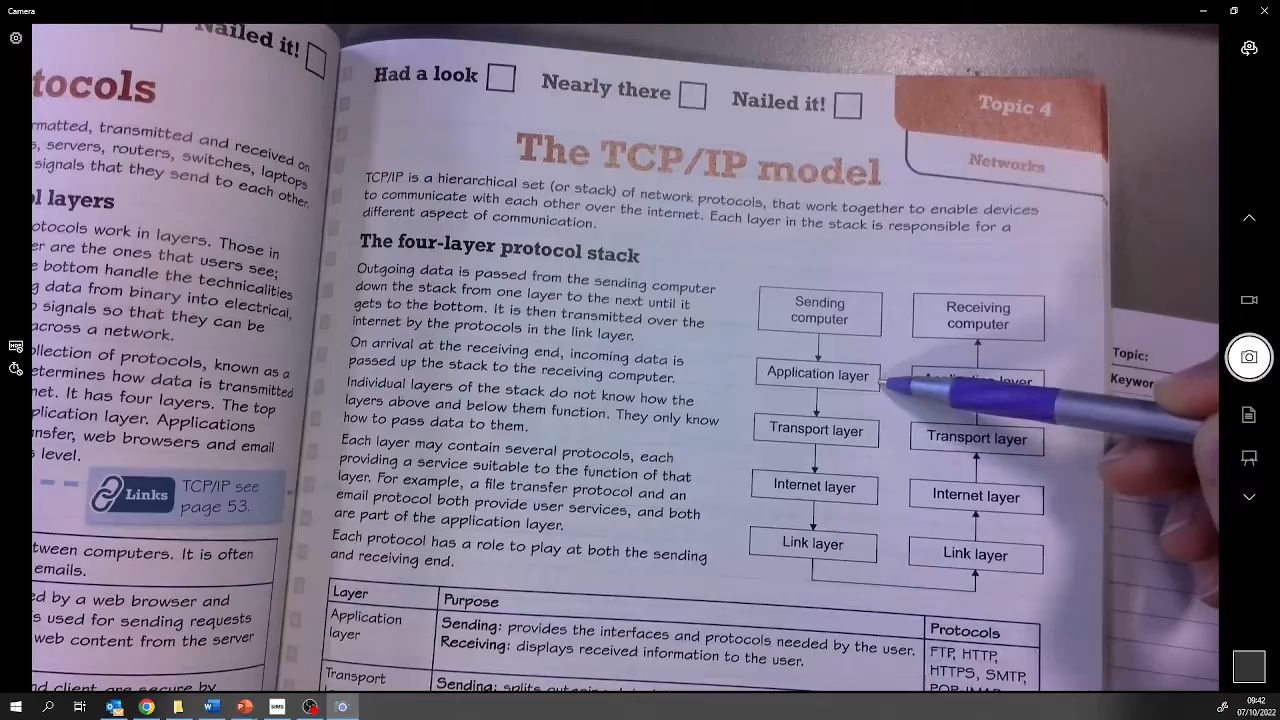 Camera
Nailed it!
tocols
rmatted, transmitted and received on
s, servers, routers, switches, laptops
signals that they send to each other.
l layers
otocols work in layers. Those in
er are the ones that users see;
e bottom handle the technicalities
g data from binary into electrical,
o signals so that they can be
across a network.
ollection of protocols, known as a
etermines how data is transmitted
net. It has four layers. The top
plication layer. Applications
nsfer, web browsers and email
s level.
Links
TCP/IP see
page 53.
tween computers. It is often
emails.
ed by a web browser and
s used for sending requests
web content from the server
nd client are secure by
Had a look
Nearly there
Nailed it!
Topic 4
Networks
The TCP/IP model
TCP/IP is a hierarchical set (or stack) of network protocols, that work together to enable devices
to communicate with each other over the internet. Each layer in the stack is responsible for a
different aspect of communication.
The four-layer protocol stack
Outgoing data is passed from the sending computer
down the stack from one layer to the next until it
gets to the bottom. It is then transmitted over the
internet by the protocols in the link layer.
On arrival at the receiving end, incoming data is
passed up the stack to the receiving computer.
Individual layers of the stack do not know how the
layers above and below them function. They only know
how to pass data to them.
Each layer may contain several protocols, each
providing a service suitable to the function of that
layer. For example, a file transfer protocol and an
email protocol both provide user services, and both
are part of the application layer.
Each protocol has a role to play at both the sending
and receiving end.
Sending
computer
Application layer
Transport layer
Internet layer
Link layer
Receiving
computer
Application layer
Transport layer
Internet layer
Link layer
Layer
Purpose
Protocols
Application
layer
Sending: provides the interfaces and protocols needed by the user.
Receiving: displays received information to the user.
FTP, HTTP,
HTTPS, SMTP,
POP, IMAP
Transport
Sending: splits
Topic:
Keywor
HDR
SIMS
09:42
07/10/2022